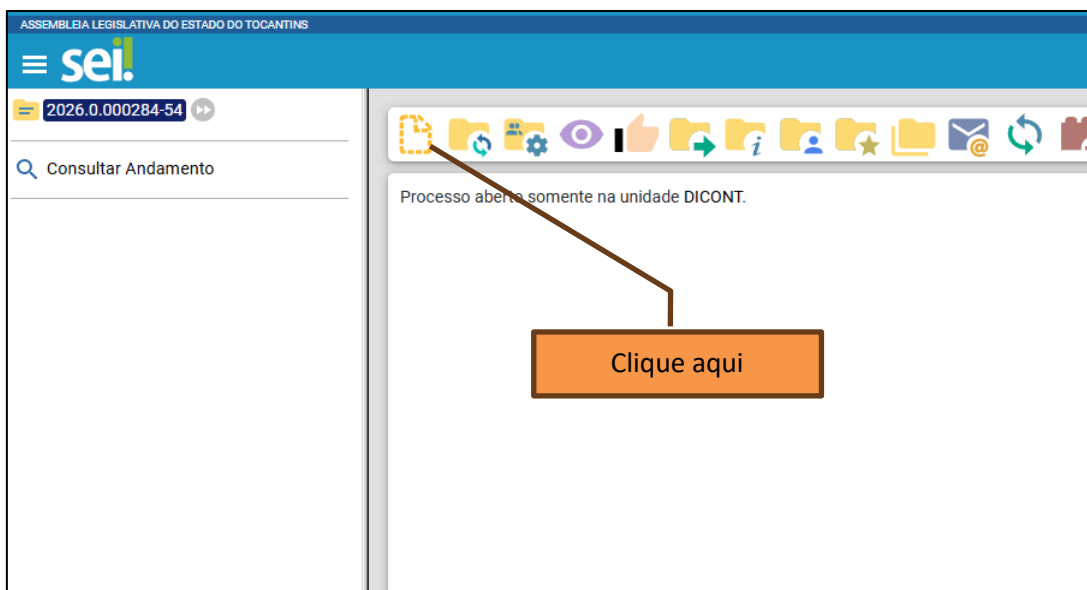 ASSEMBLEIA LEGISLATIVA DO ESTADO DO TOCANTINS
sei!
2026.0.000284-54
Consultar Andamento
Processo aberto somente na unidade DICONT.
Clique aqui